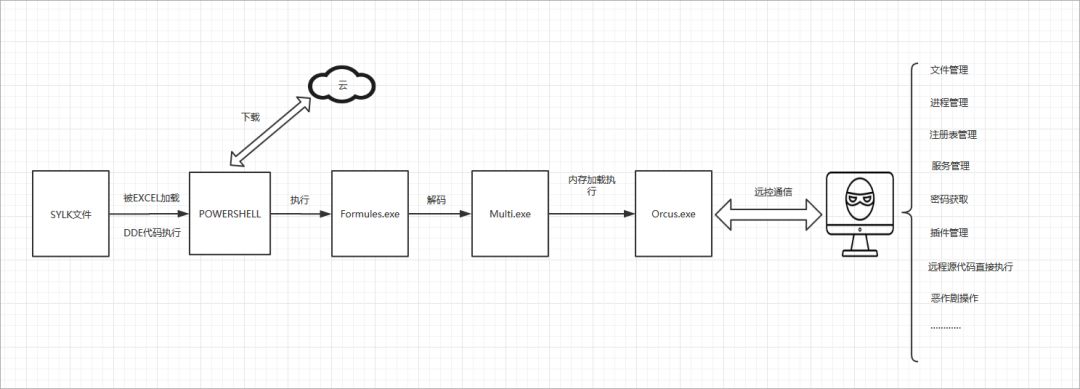 云
下载
SYLK文件
被EXCEL加载
DDE代码执行
POWERSHELL
执行
Formules.exe
解码
Multi.exe
内存加载执
行
Orcus.exe
远控通信
文件管理
进程管理
注册表管理
服务管理
密码获取
插件管理
远程源代码直接执行
恶作剧操作
............